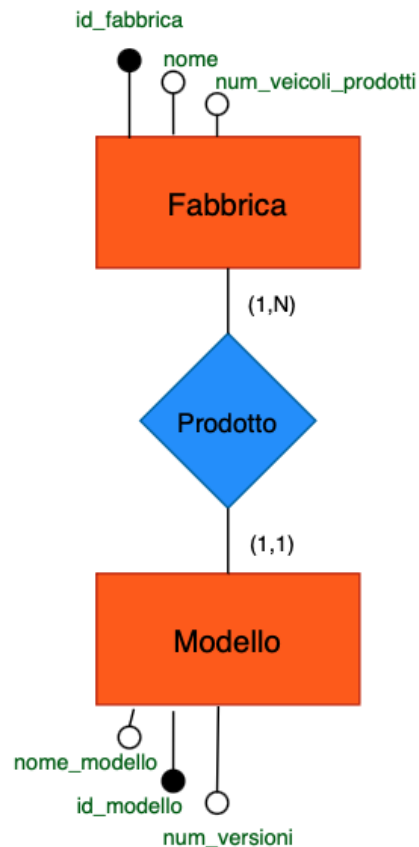 id_fabbrica
nome
num_veicoli_prodotti
Fabbrica
(1,N)
Prodotto
(1,1)
Modello
nome_modello
id_modello
num_versioni